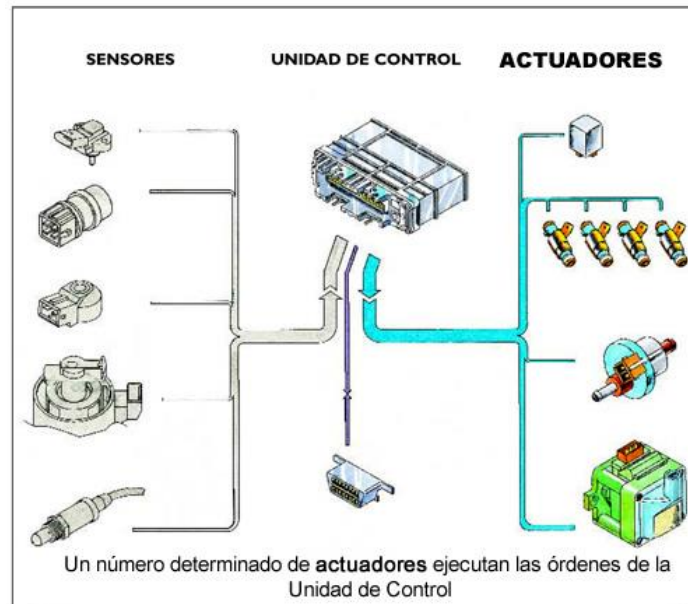 SENSORES
UNIDAD DE CONTROL
ACTUADORES
Un número determinado de actuadores ejecutan las órdenes de la
Unidad de Control